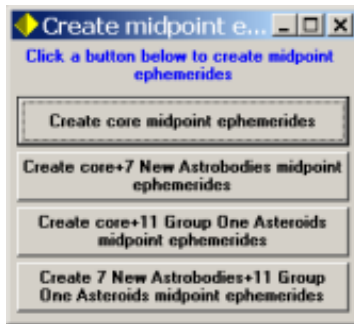 Create midpoint e...
Click a button below to create midpoint
ephemerides
Create core midpoint ephemerides
Create core+7 New Astrobodies midpoint
ephemerides
Create core+11 Group One Asteroids
midpoint ephemerides
Create 7 New Astrobodies+11 Group
One Asteroids midpoint ephemerides